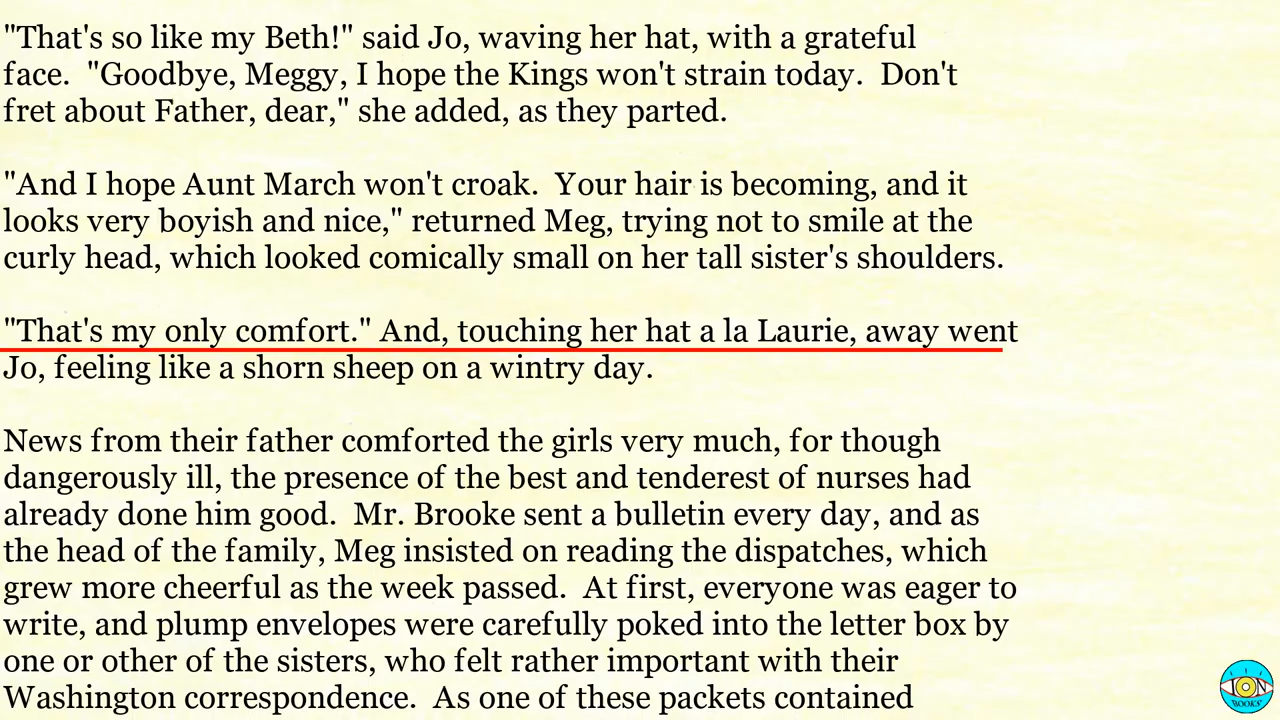 "That's so like my Beth!" said Jo, waving her hat, with a grateful
face.  "Goodbye, Meggy, I hope the Kings won't strain today.  Don't
fret about Father, dear," she added, as they parted.
"And I hope Aunt March won't croak.  Your hair is becoming, and it
looks very boyish and nice," returned Meg, trying not to smile at the
curly head, which looked comically small on her tall sister's shoulders.
"That's my only comfort." And, touching her hat a la Laurie, away went
Jo, feeling like a shorn sheep on a wintry day.
News from their father comforted the girls very much, for though
dangerously ill, the presence of the best and tenderest of nurses had
already done him good.  Mr. Brooke sent a bulletin every day, and as
the head of the family, Meg insisted on reading the dispatches, which
grew more cheerful as the week passed.  At first, everyone was eager to
write, and plump envelopes were carefully poked into the letter box by
one or other of the sisters, who felt rather important with their
Washington correspondence.  As one of these packets contained
ION
BOOKS